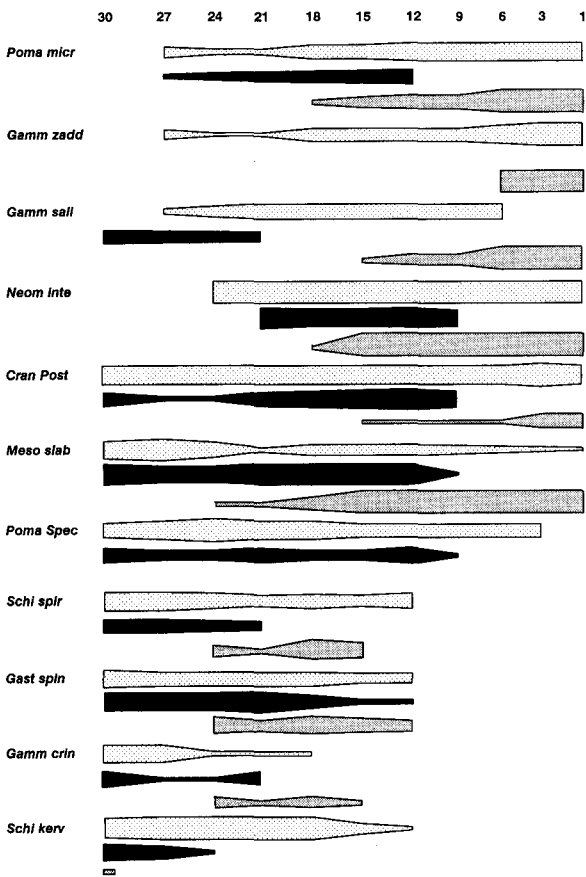 30 27 24 21 18 15 12 9 6 3 1
Poma micr
Gamm zadd
Gamm sall
Neom inte
Cran Post
Meso slab
Poma Spec
Schi spir
Gast spin
Gamm crin
Schi kerv